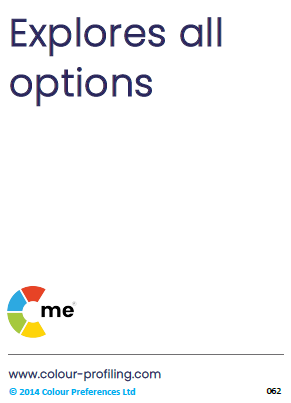 Explores all
options
me
www.colour-profiling.com
© 2014 Colour Preferences Ltd
062